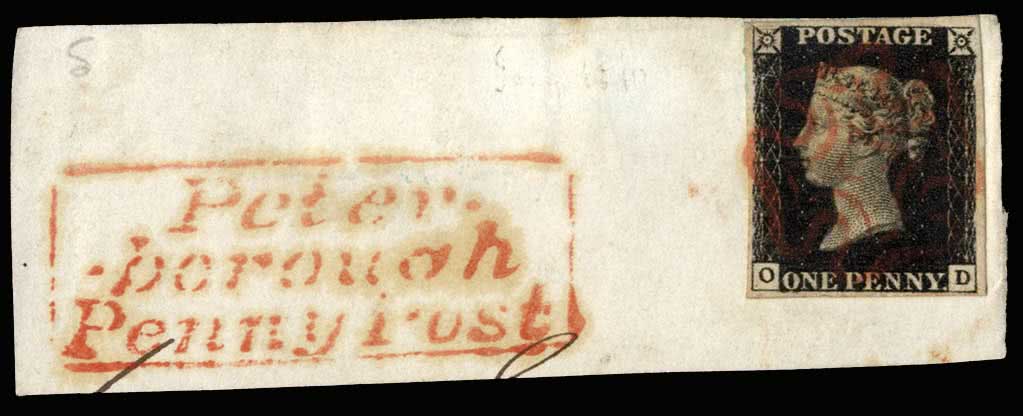 POSTAGE
O ONE PENNY D
Peter-
-borough
Penny Post